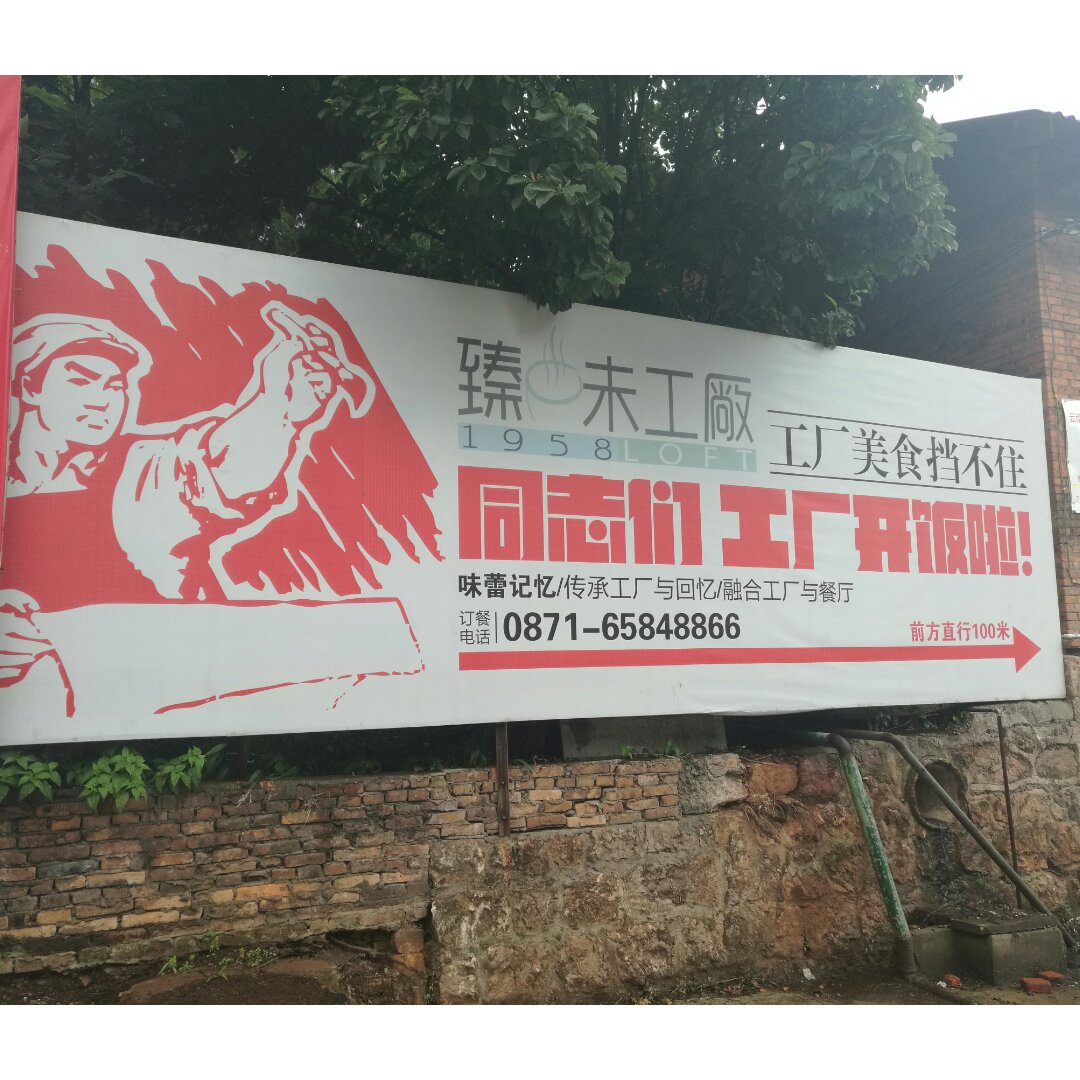 臻味工廠
1958LOFT
工厂美食挡不住
同志们 工厂开饭啦!
味蕾记忆/传承工厂与回忆/融合工厂与餐厅
订餐
电话
0871-65848866
前方直行100米